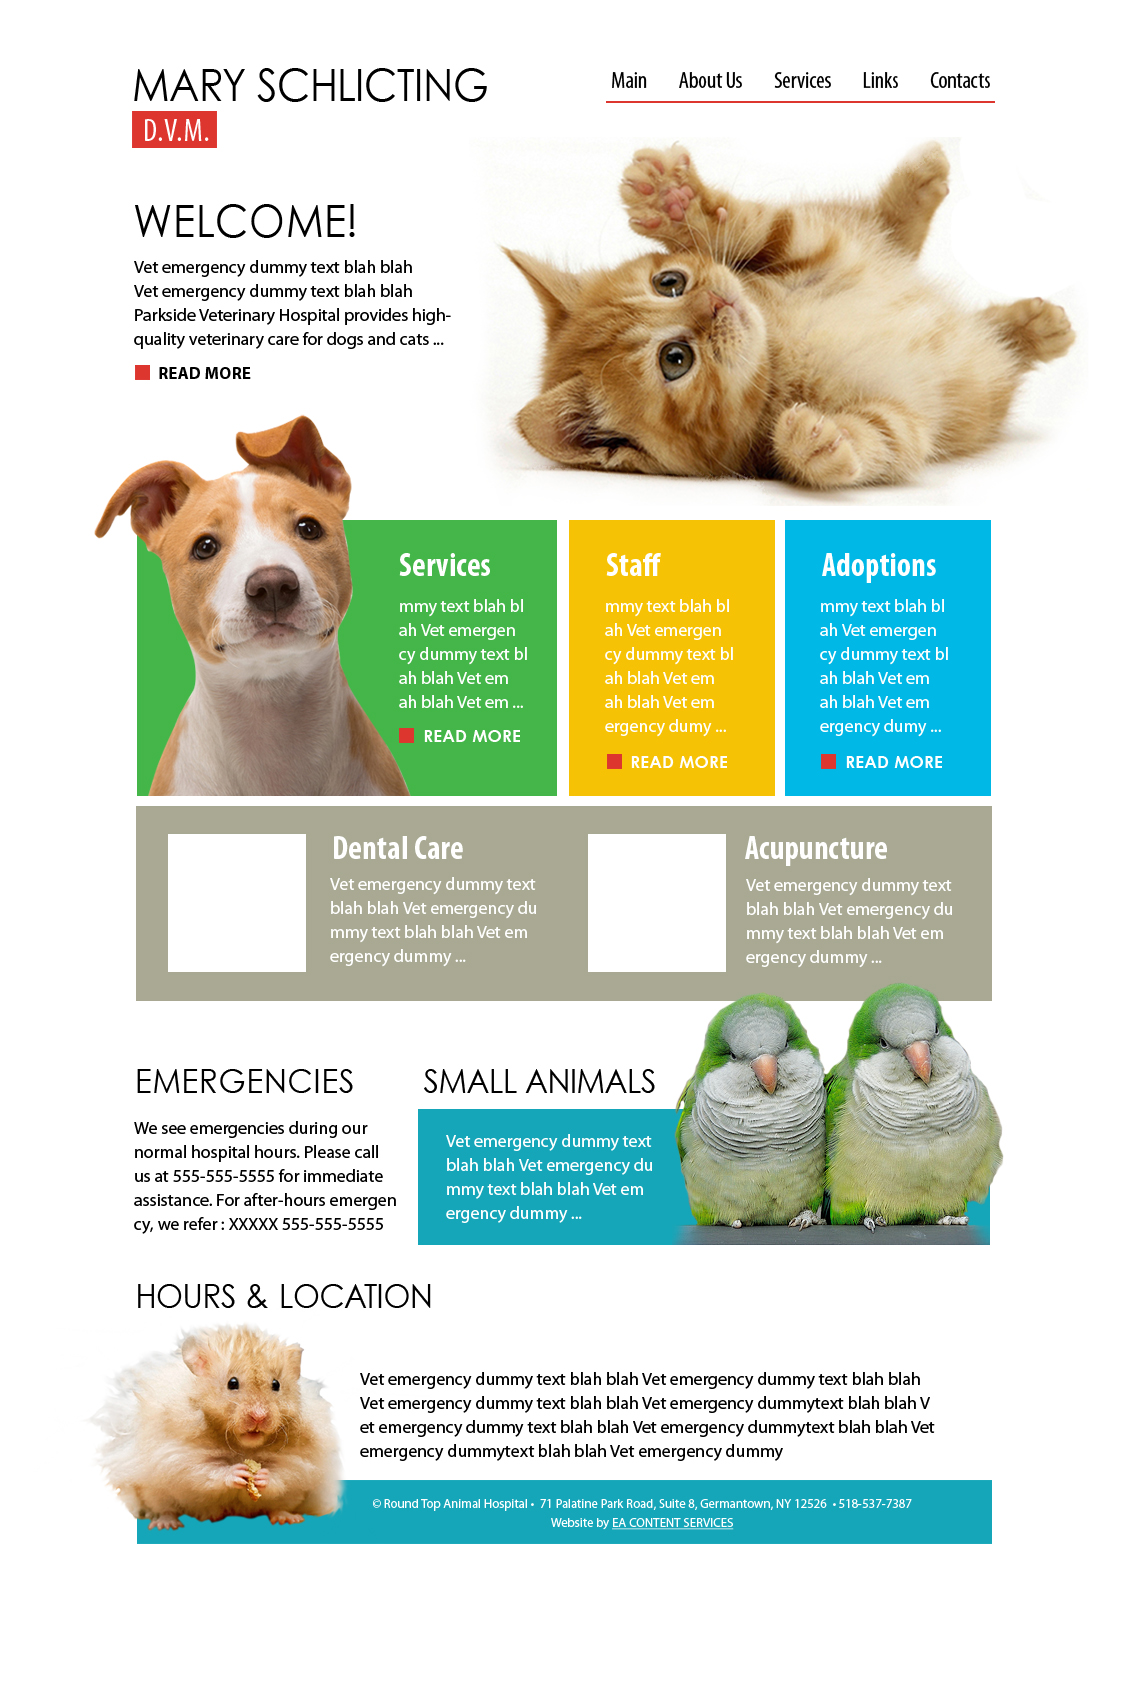 MARY SCHLICTING
D.V.M.
Main About Us Services Links Contacts
WELCOME!
Vet emergency dummy text blah blah
Vet emergency dummy text blah blah
Parkside Veterinary Hospital provides high-
quality veterinary care for dogs and cats ...
READ MORE
Services
mmy text blah bl
ah Vet emergen
cy dummy text bl
ah blah Vet em
ah blah Vet em ...
READ MORE
Staff
mmy text blah bl
ah Vet emergen
cy dummy text bl
ah blah Vet em
ah blah Vet em
ergency dumy ...
READ MORE
Adoptions
mmy text blah bl
ah Vet emergen
cy dummy text bl
ah blah Vet em
ah blah Vet em
ergency dumy ...
READ MORE
Dental Care
Vet emergency dummy text
blah blah Vet emergency du
mmy text blah blah Vet em
ergency dummy ...
Acupuncture
Vet emergency dummy text
blah blah Vet emergency du
mmy text blah blah Vet em
ergency dummy ...
EMERGENCIES
We see emergencies during our
normal hospital hours. Please call
us at 555-555-5555 for immediate
assistance. For after-hours emergen
cy, we refer : XXXXX 555-555-5555
SMALL ANIMALS
Vet emergency dummy text
blah blah Vet emergency du
mmy text blah blah Vet em
ergency dummy ...
HOURS & LOCATION
Vet emergency dummy text blah blah Vet emergency dummy text blah blah
Vet emergency dummy text blah blah Vet emergency dummytext blah blah V
et emergency dummy text blah blah Vet emergency dummytext blah blah Vet
emergency dummytext blah blah Vet emergency dummy
© Round Top Animal Hospital • 71 Palatine Park Road, Suite 8, Germantown, NY 12526 • 518-537-7387
Website by EA CONTENT SERVICES